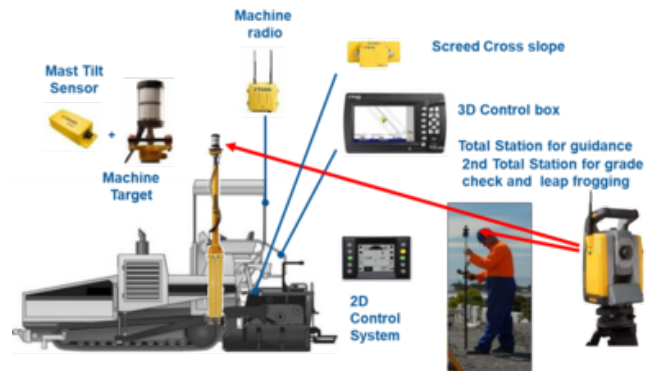 Machine
radio
Mast Tilt
Sensor
+
Machine
Target
Screed Cross slope
3D Control box
Total Station for guidance
2nd Total Station for grade
check and leap frogging
2D
Control
System